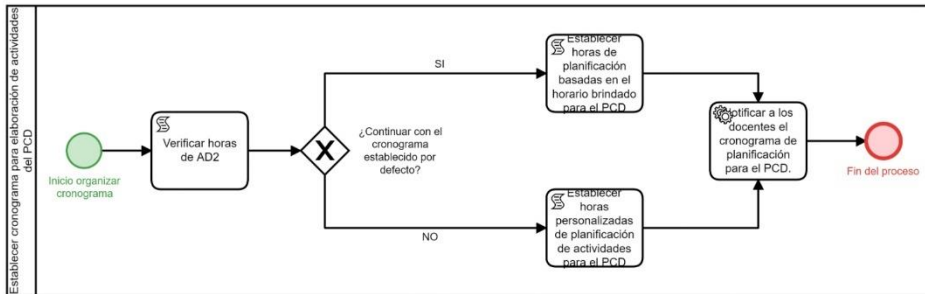 Establecer cronograma para elaboración de actividades
del PCD
Inicio organizar
cronograma
Verificar horas
de AD2
¿Continuar con el
cronograma
establecido por
defecto?
SI
NO
Establecer
horas de
planificación
basadas en el
horario brindado
para el PCD
Establecer
horas
personalizadas
de planificación
de actividades
para el PCD
Notificar a los
docentes el
cronograma de
planificación
para el PCD.
Fin del proceso